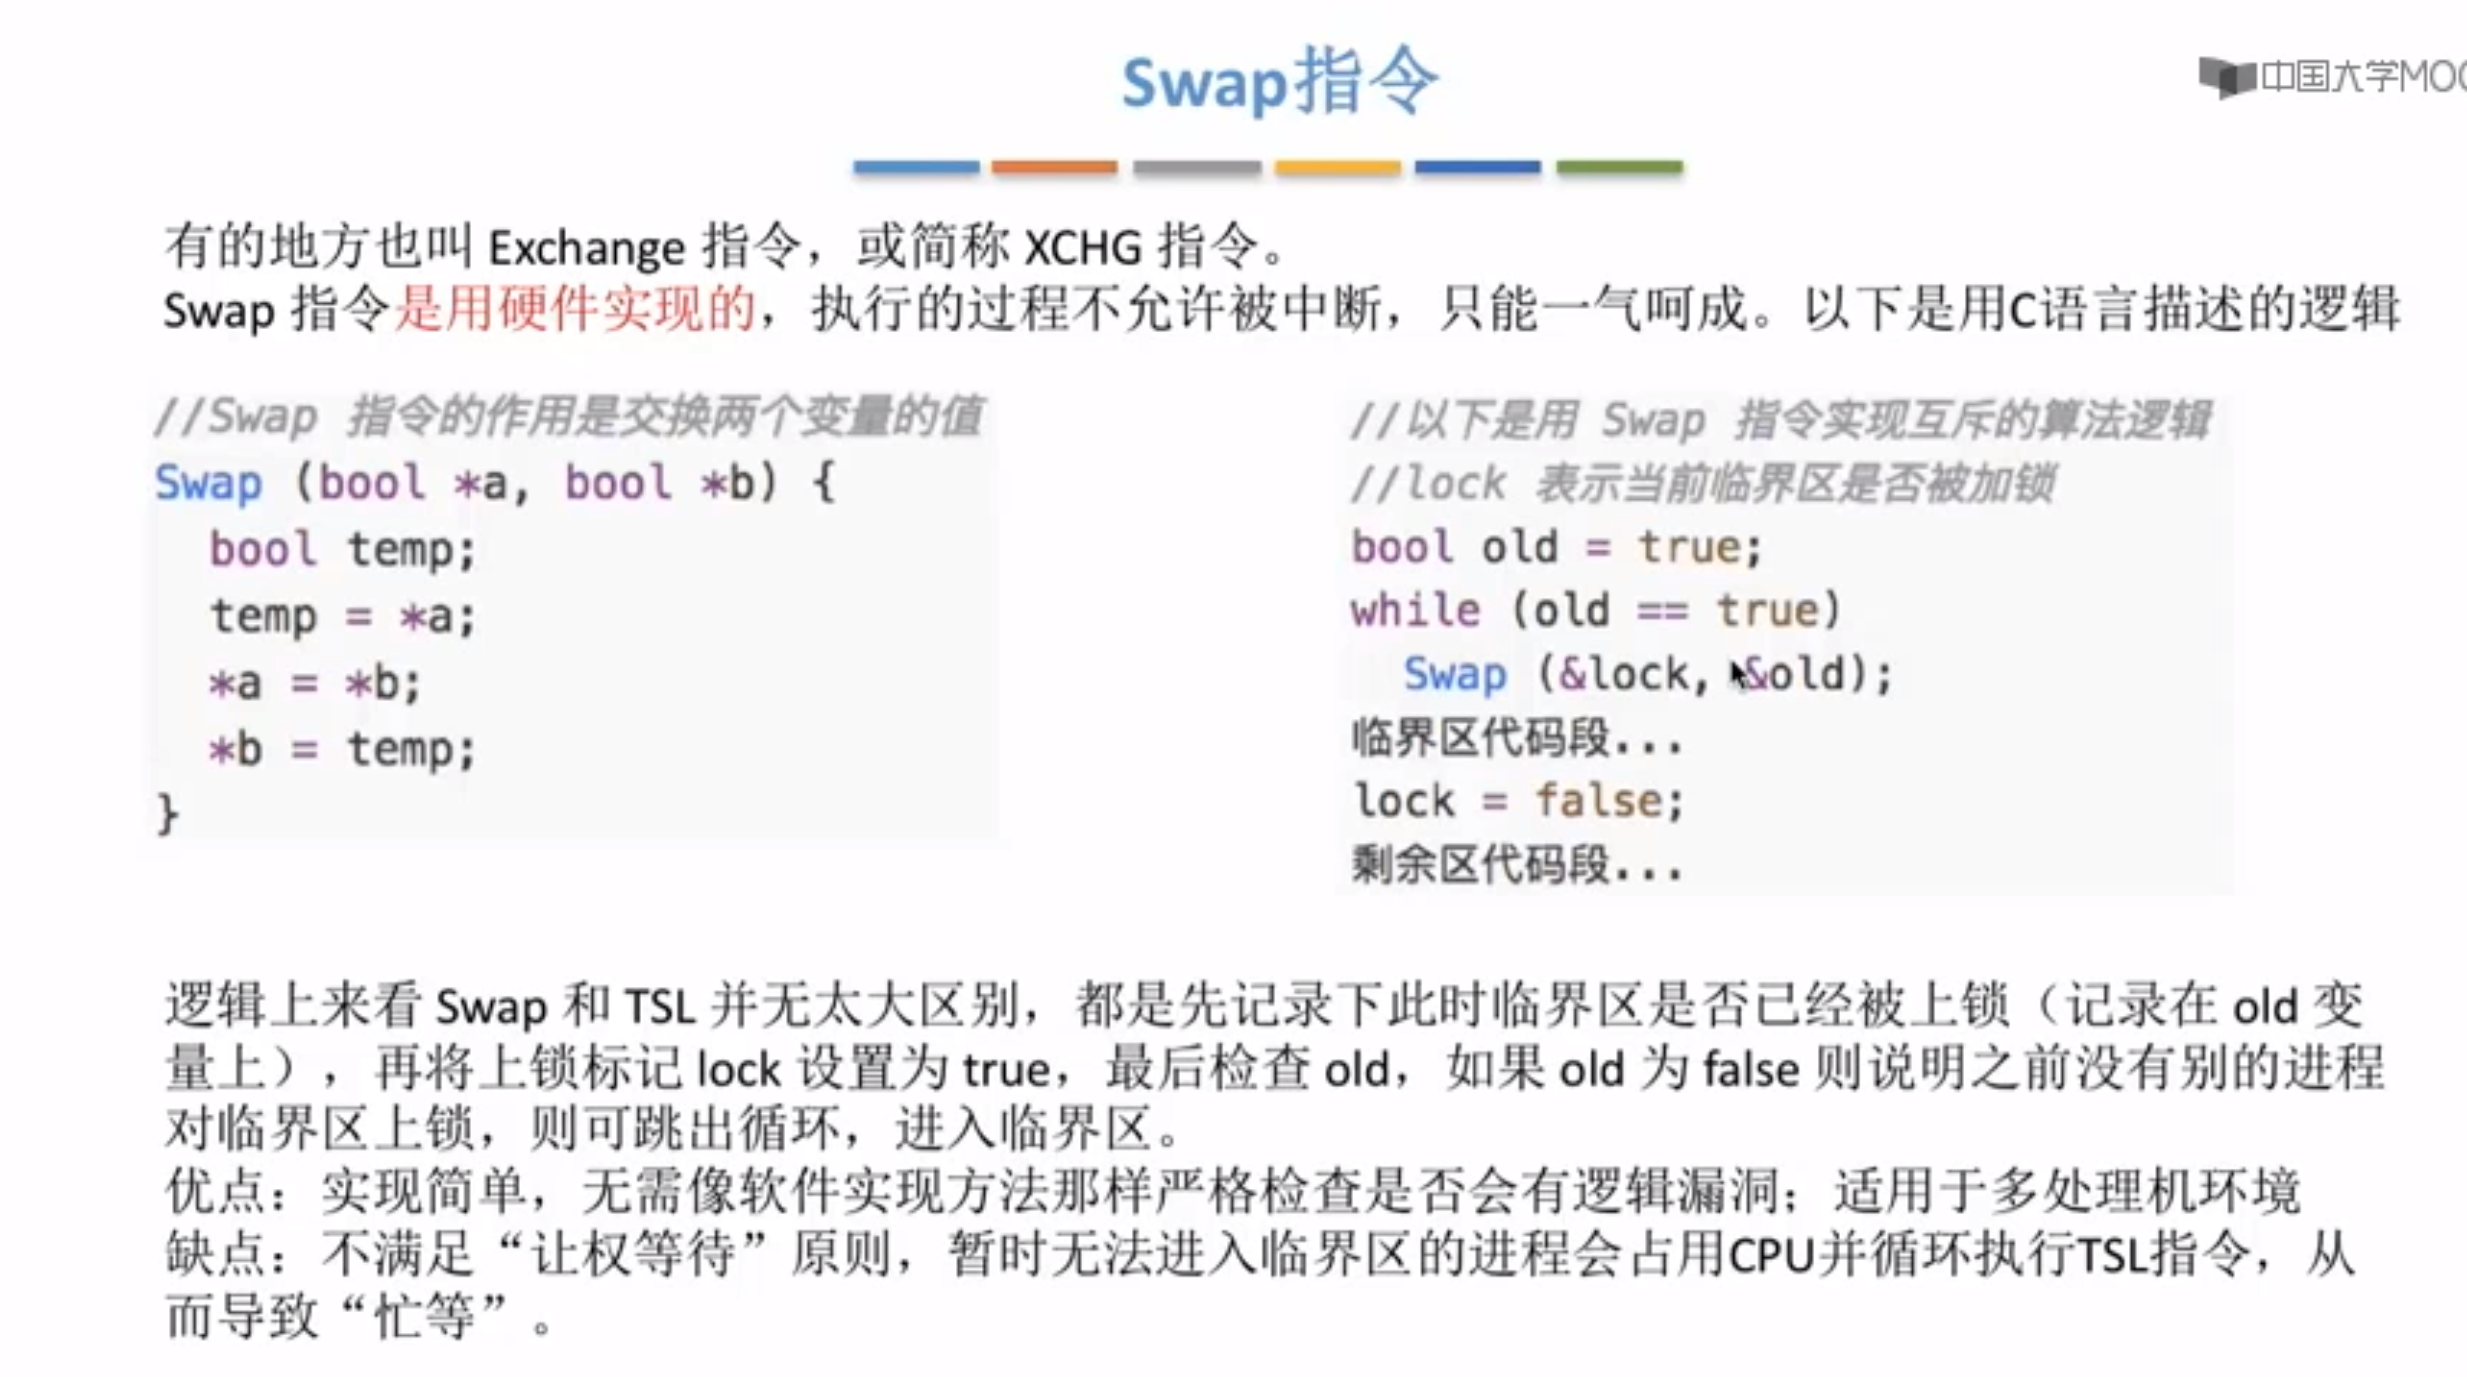 Swap指令
中国大学MOO
有的地方也叫 Exchange 指令，或简称 XCHG 指令。
Swap 指令是用硬件实现的，执行的过程不允许被中断，只能一气呵成。以下是用C语言描述的逻辑
//Swap 指令的作用是交换两个变量的值
Swap (bool *a, bool *b) {
  bool temp;
  temp = *a;
  *a = *b;
  *b = temp;
}
//以下是用 Swap 指令实现互斥的算法逻辑
//lock 表示当前临界区是否被加锁
bool old = true;
while (old == true)
  Swap (&lock, &old);
临界区代码段...
lock = false;
剩余区代码段...
逻辑上来看 Swap 和 TSL 并无太大区别，都是先记录下此时临界区是否已经被上锁（记录在 old 变
量上），再将上锁标记 lock 设置为 true，最后检查 old，如果 old 为 false 则说明之前没有别的进程
对临界区上锁，则可跳出循环，进入临界区。
优点：实现简单，无需像软件实现方法那样严格检查是否会有逻辑漏洞；适用于多处理机环境
缺点：不满足“让权等待”原则，暂时无法进入临界区的进程会占用CPU并循环执行TSL指令，从
而导致“忙等”。